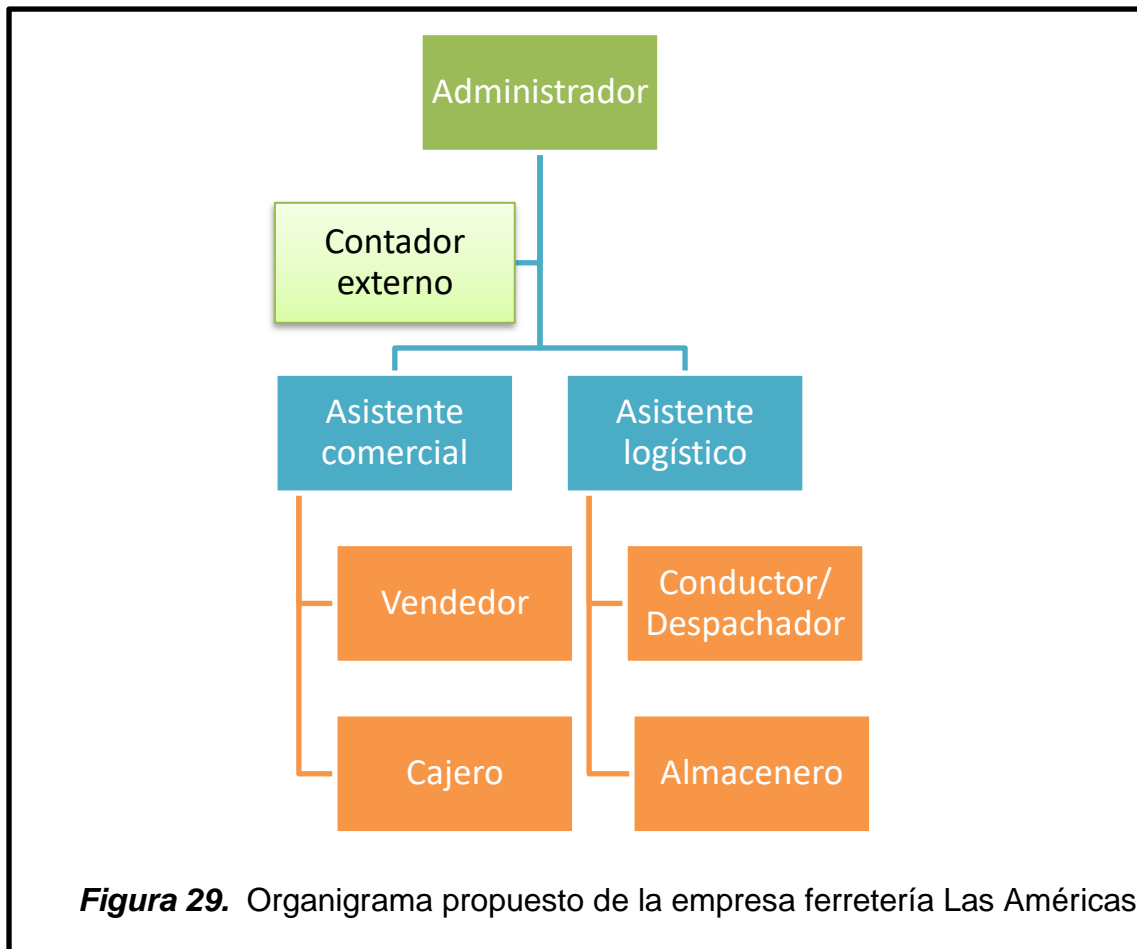 Administrador
Contador
externo
Asistente
comercial
Asistente
logístico
Vendedor
Conductor/
Despachador
Cajero
Almacenero
Figura 29. Organigrama propuesto de la empresa ferretería Las Américas